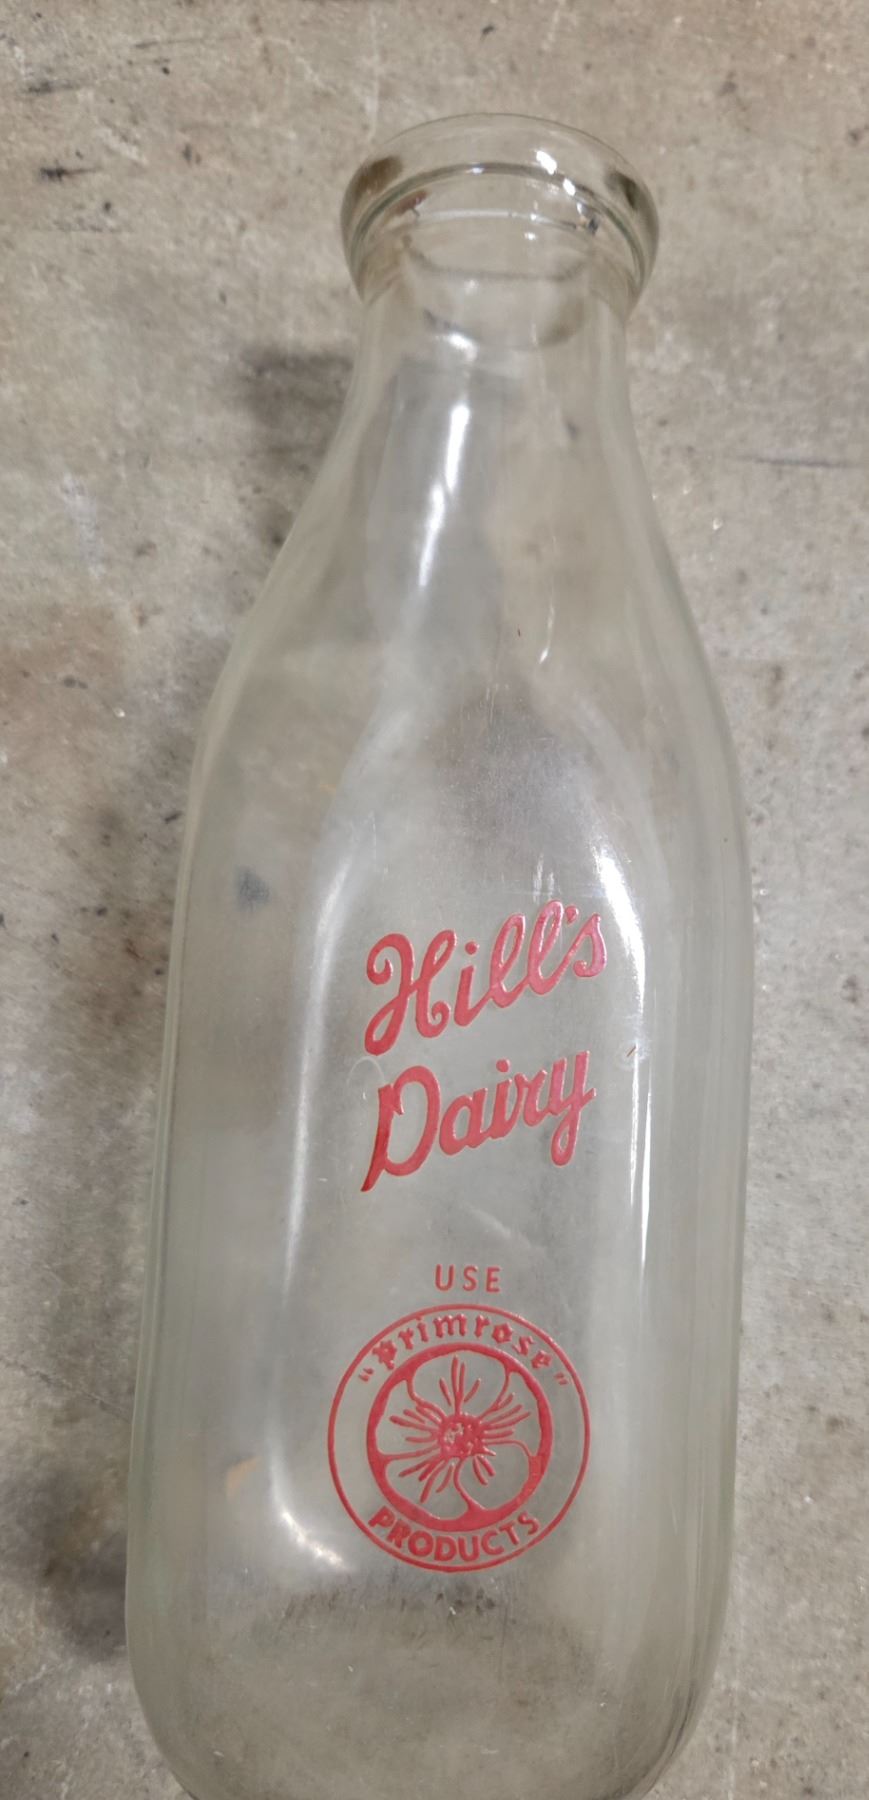 Hill's
Dairy
USE
"primrose"
PRODUCTS